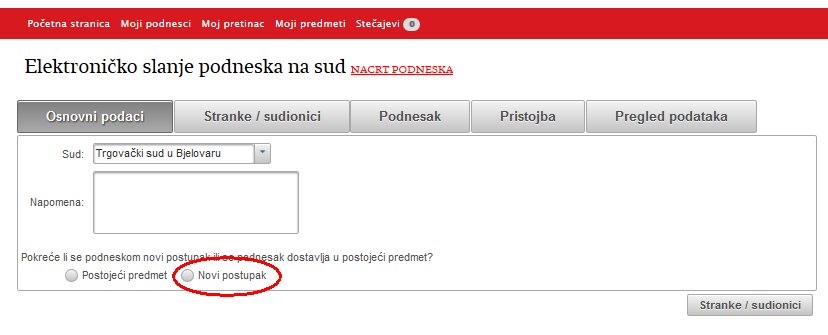 Početna stranica Moji podnesci Moj pretinac Moji predmeti Stečajevi 0
Elektroničko slanje podneska na sud NACRT PODNESKA
Osnovni podaci Stranke / sudionici Podnesak Pristojba Pregled podataka
Sud: Trgovački sud u Bjelovaru
Napomena:
Pokreće li se podneskom novi postupak ili se podnesak dostavlja u postojeći predmet?
Postojeći predmet Novi postupak
Stranke / sudionici